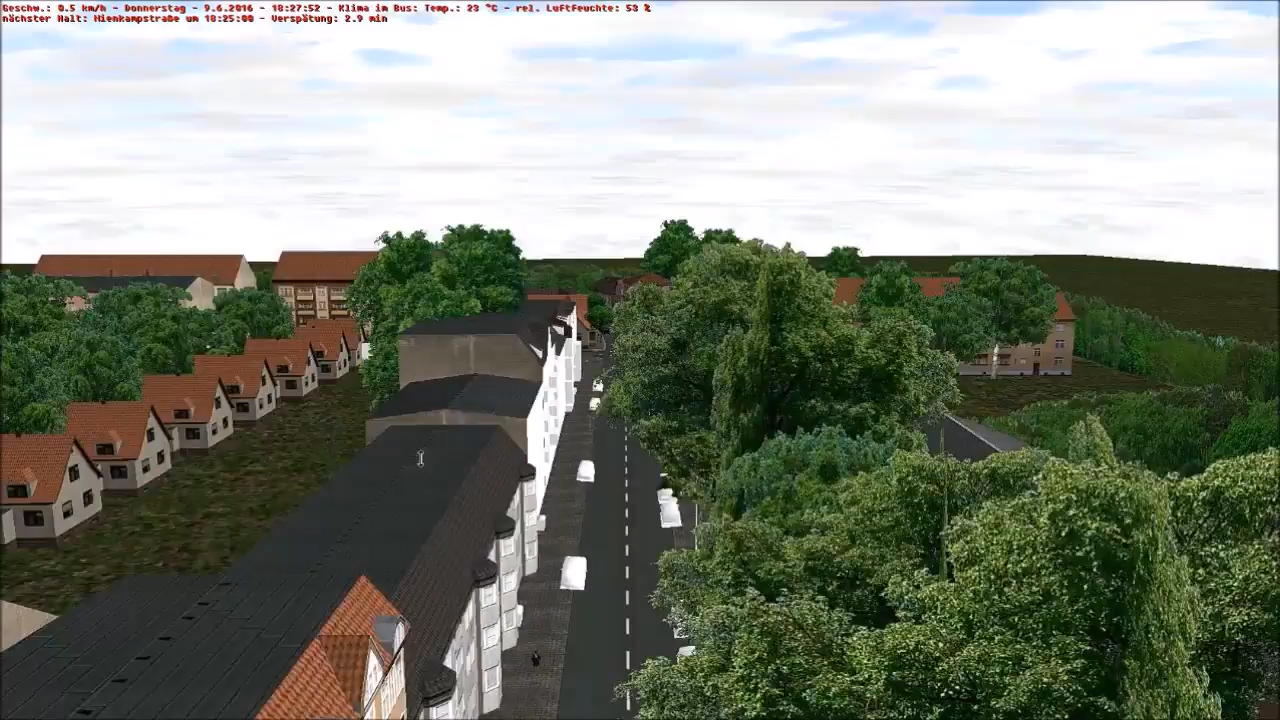 Geschw.: 0.5 km/h - Donnerstag - 9.6.2016 - 18:27:52 - Klima im Bus: Temp.: 23 °C - rel. Luftfeuchte: 53 %
nächster Halt: Nienkampstraße um 18:25:00 - Verspätung: 2.9 min